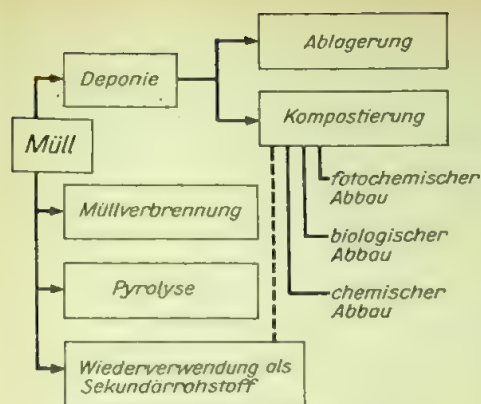 Müll
Deponie
Ablagerung
Kompostierung
fotochemischer
Abbau
biologischer
Abbau
chemischer
Abbau
Müllverbrennung
Pyrolyse
Wiederverwendung als
Sekundärrohstoff